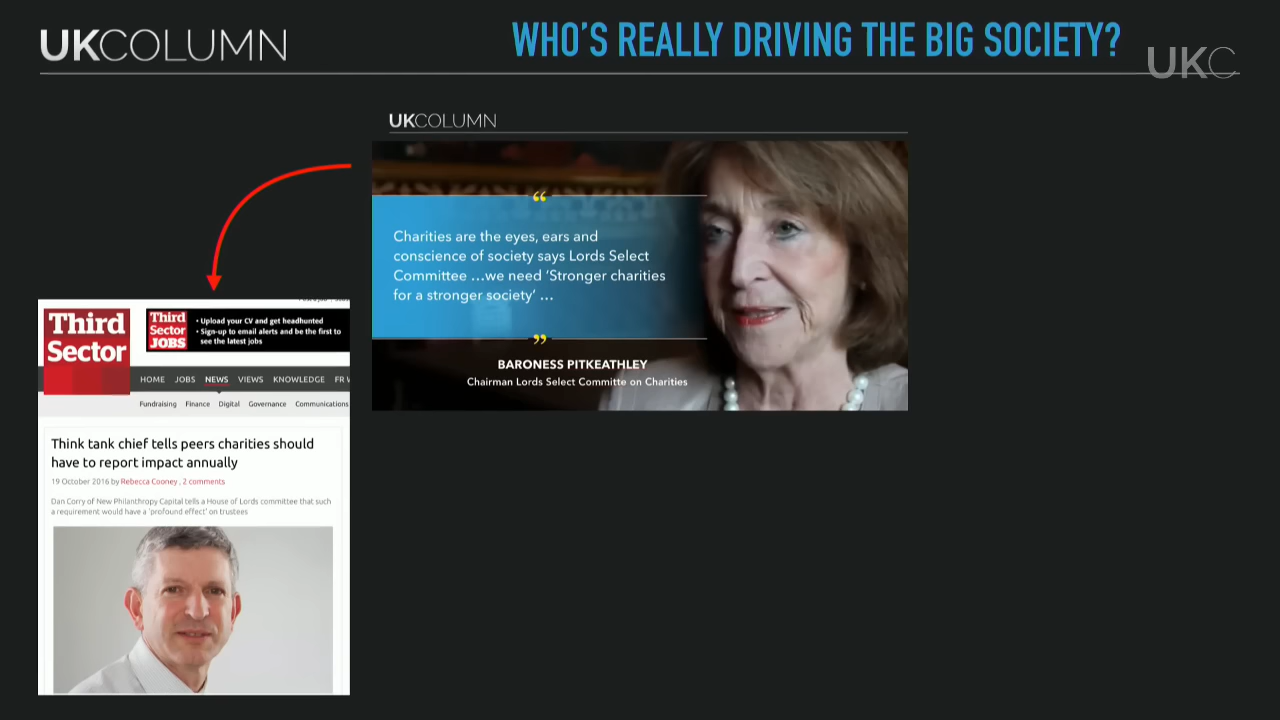 UKCOLUMN
WHO'S REALLY DRIVING THE BIG SOCIETY?
UKC
UKCOLUMN
“
Charities are the eyes, ears and
conscience of society says Lords Select
Committee ...we need ‘Stronger charities
for a stronger society’ ...
”
BARONESS PITKEATHLEY
Chairman Lords Select Committe on Charities
Third
Sector
Third
Sector
JOBS
• Upload your CV and get headhunted
• Sign-up to email alerts and be the first to
see the latest jobs
HOME JOBS NEWS VIEWS KNOWLEDGE FR
Fundraising Finance Digital Governance Communications
Think tank chief tells peers charities should
have to report impact annually
19 October 2016 by Rebecca Cooney , 2 comments
Dan Corry of New Philanthropy Capital tells a House of Lords committee that such
a requirement would have a 'profound effect' on trustees